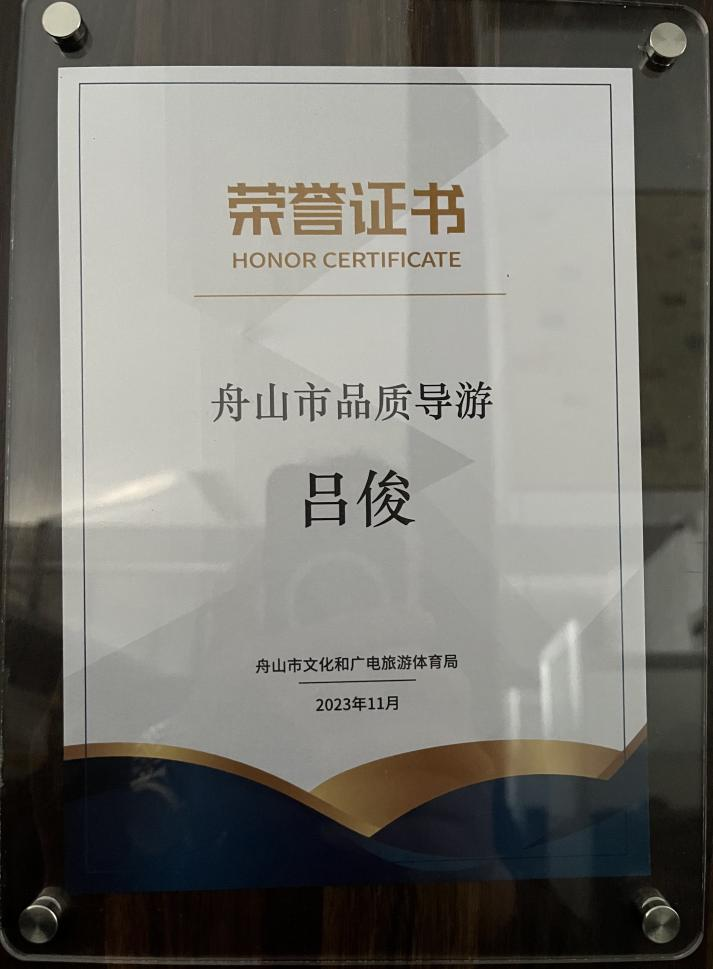 荣誉证书
HONOR CERTIFICATE
舟山市品质导游
吕俊
舟山市文化和广电旅游体育局
2023年11月